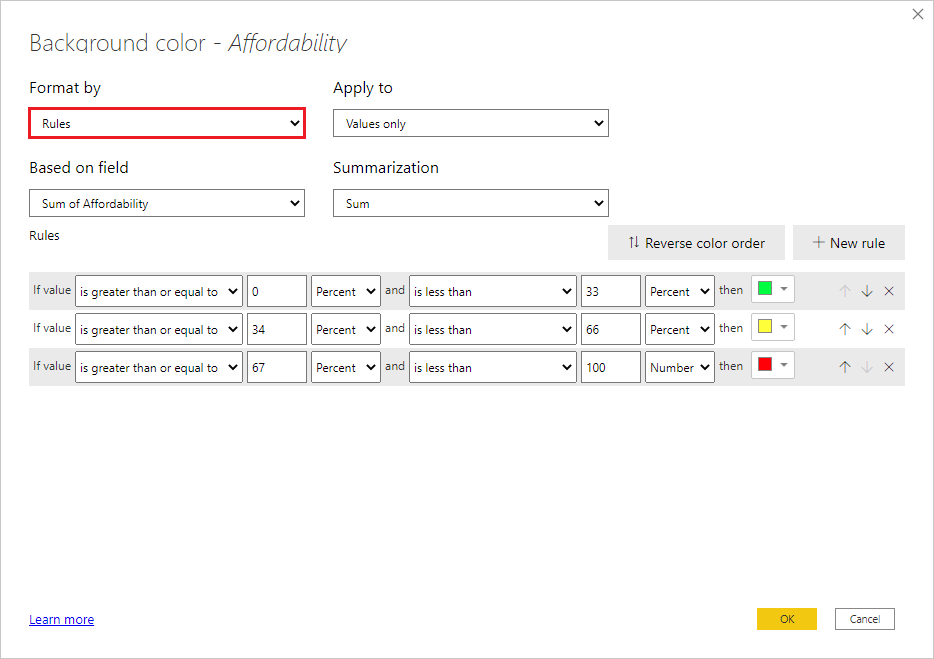 Background color - Affordability
Format by Apply to
Rules Values only
Based on field Summarization
Sum of Affordability Sum
Rules
Reverse color order New rule
If value is greater than or equal to 0 Percent and is less than 33 Percent then
If value is greater than or equal to 34 Percent and is less than 66 Percent then
If value is greater than or equal to 67 Percent and is less than 100 Number then
Learn more OK Cancel